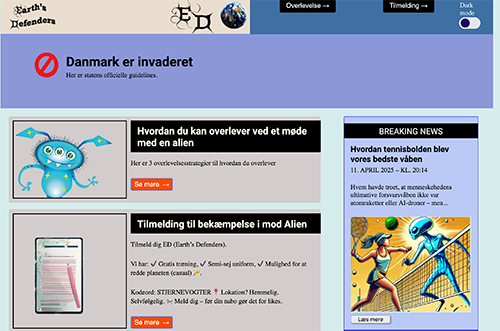 Earth's
Defenders
ED
Overlevelse →
Tilmelding →
Dark
mode
Danmark er invaderet
Her er statens officielle guidelines.
Hvordan du kan overlever ved et møde
med en alien
Her er 3 overlevelsesstrategier til hvordan du overlever
Se mere →
Tilmelding til bekæmpelse i mod Alien
Tilmeld dig ED (Earth's Defenders).
Vi har: ✓ Gratis træning, ✓ Semi-sej uniform, ✓ Mulighed for at
redde planeten (casual) 🎉.
Kodeord: STJERNEVOGTER 📍 Lokation? Hemmelig.
Selvfølgelig. ✂ Meld dig – før din nabo gør det for likes.
Se mere →
BREAKING NEWS
Hvordan tennisbolden blev
vores bedste våben
11. APRIL 2025 – KL. 20:14
Hvem havde troet, at menneskehedens
ultimative forsvarsvåben ikke var
atomraketter eller AI-droner – men...
Læs mere